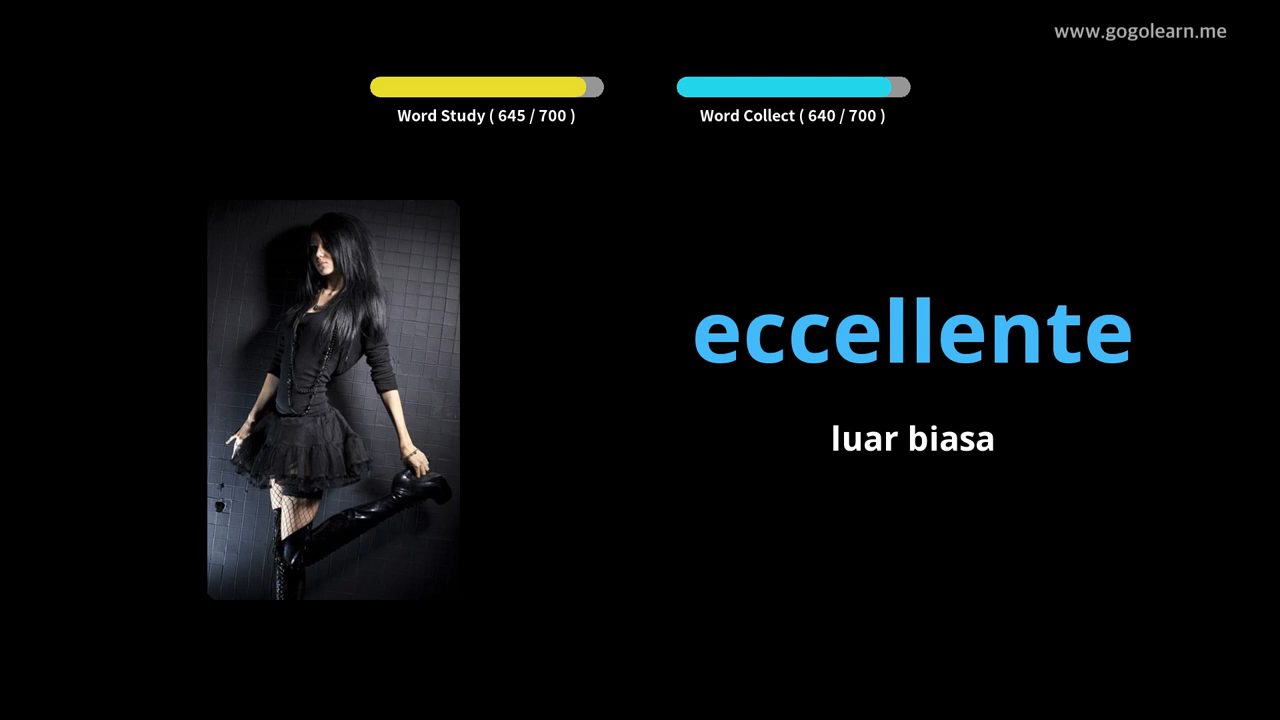 www.gogolearn.me
Word Study ( 645 / 700 )
Word Collect ( 640 / 700 )
eccellente
luar biasa